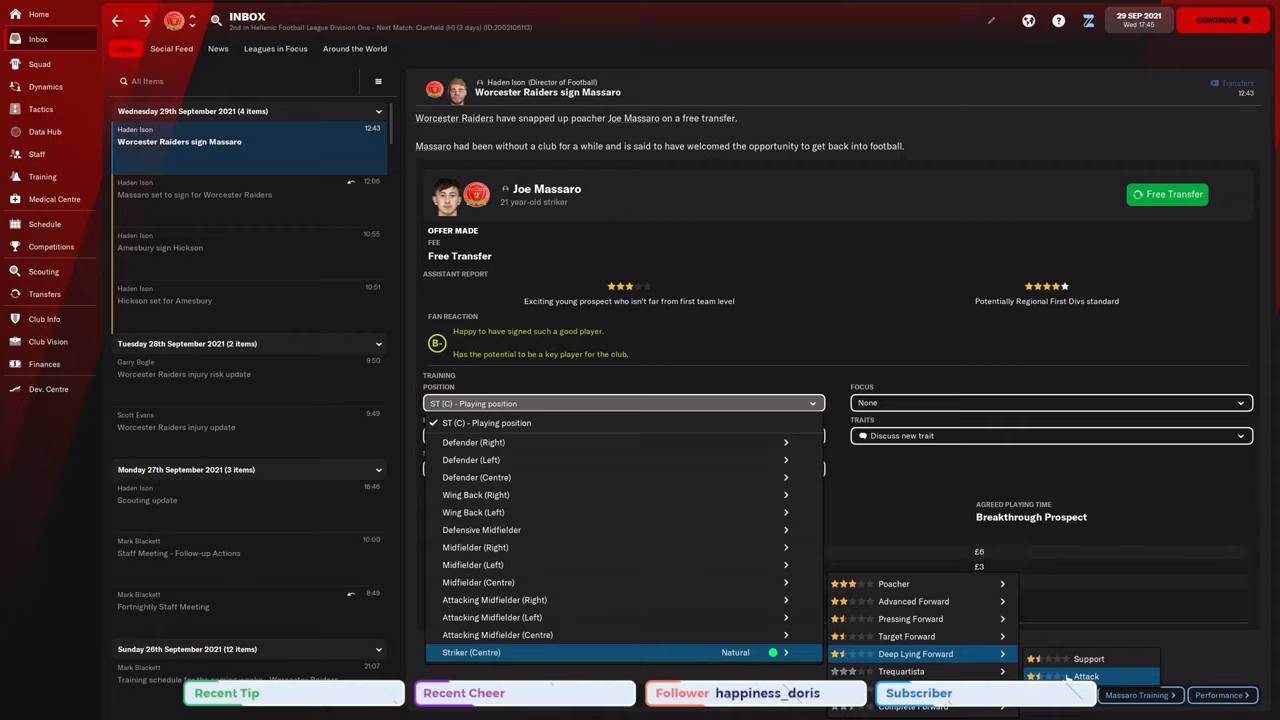 Home
Inbox
Squad
Dynamics
Tactics
Data Hub
Staff
Training
Medical Centre
Schedule
Competitions
Scouting
Transfers
Club Info
Club Vision
Finances
Dev. Centre
INBOX
2nd in Hellenic Football League Division One - Next Match: Clanfield (H) (3 days) (ID:2002106113)
29 SEP 2021
Wed 17:45
CONTINUE
Inbox
Social Feed
News
Leagues in Focus
Around the World
All Items
Wednesday 29th September 2021 (4 items)
Haden Ison 12:43
Worcester Raiders sign Massaro
Haden Ison 12:06
Massaro set to sign for Worcester Raiders
Haden Ison 10:55
Amesbury sign Hickson
Haden Ison 10:51
Hickson set for Amesbury
Tuesday 28th September 2021 (2 items)
Garry Bogle 9:50
Worcester Raiders injury risk update
Scott Evans 9:49
Worcester Raiders injury update
Monday 27th September 2021 (3 items)
Haden Ison 16:46
Scouting update
Mark Blackett 10:00
Staff Meeting - Follow-up Actions
Mark Blackett 8:49
Fortnightly Staff Meeting
Sunday 26th September 2021 (12 items)
Mark Blackett 21:07
Training schedule
Haden Ison (Director of Football)
Worcester Raiders sign Massaro
Transfers
12:43
Worcester Raiders have snapped up poacher Joe Massaro on a free transfer.
Massaro had been without a club for a while and is said to have welcomed the opportunity to get back into football.
Joe Massaro
21 year-old striker
Free Transfer
OFFER MADE
FEE
Free Transfer
ASSISTANT REPORT
Exciting young prospect who isn't far from first team level
Potentially Regional First Divs standard
FAN REACTION
B-
Happy to have signed such a good player.
Has the potential to be a key player for the club.
TRAINING
POSITION
ST (C) - Playing position
FOCUS
None
TRAITS
Discuss new trait
ST (C) - Playing position
Defender (Right)
Defender (Left)
Defender (Centre)
Wing Back (Right)
Wing Back (Left)
Defensive Midfielder
Midfielder (Right)
Midfielder (Left)
Midfielder (Centre)
Attacking Midfielder (Right)
Attacking Midfielder (Left)
Attacking Midfielder (Centre)
Striker (Centre) Natural
AGREED PLAYING TIME
Breakthrough Prospect
£6
£3
Poacher
Advanced Forward
Pressing Forward
Target Forward
Deep Lying Forward
Trequartista
Complete Forward
Support
Attack
Massaro Training
Performance
Recent Tip
Recent Cheer
Follower happiness_doris
Subscriber